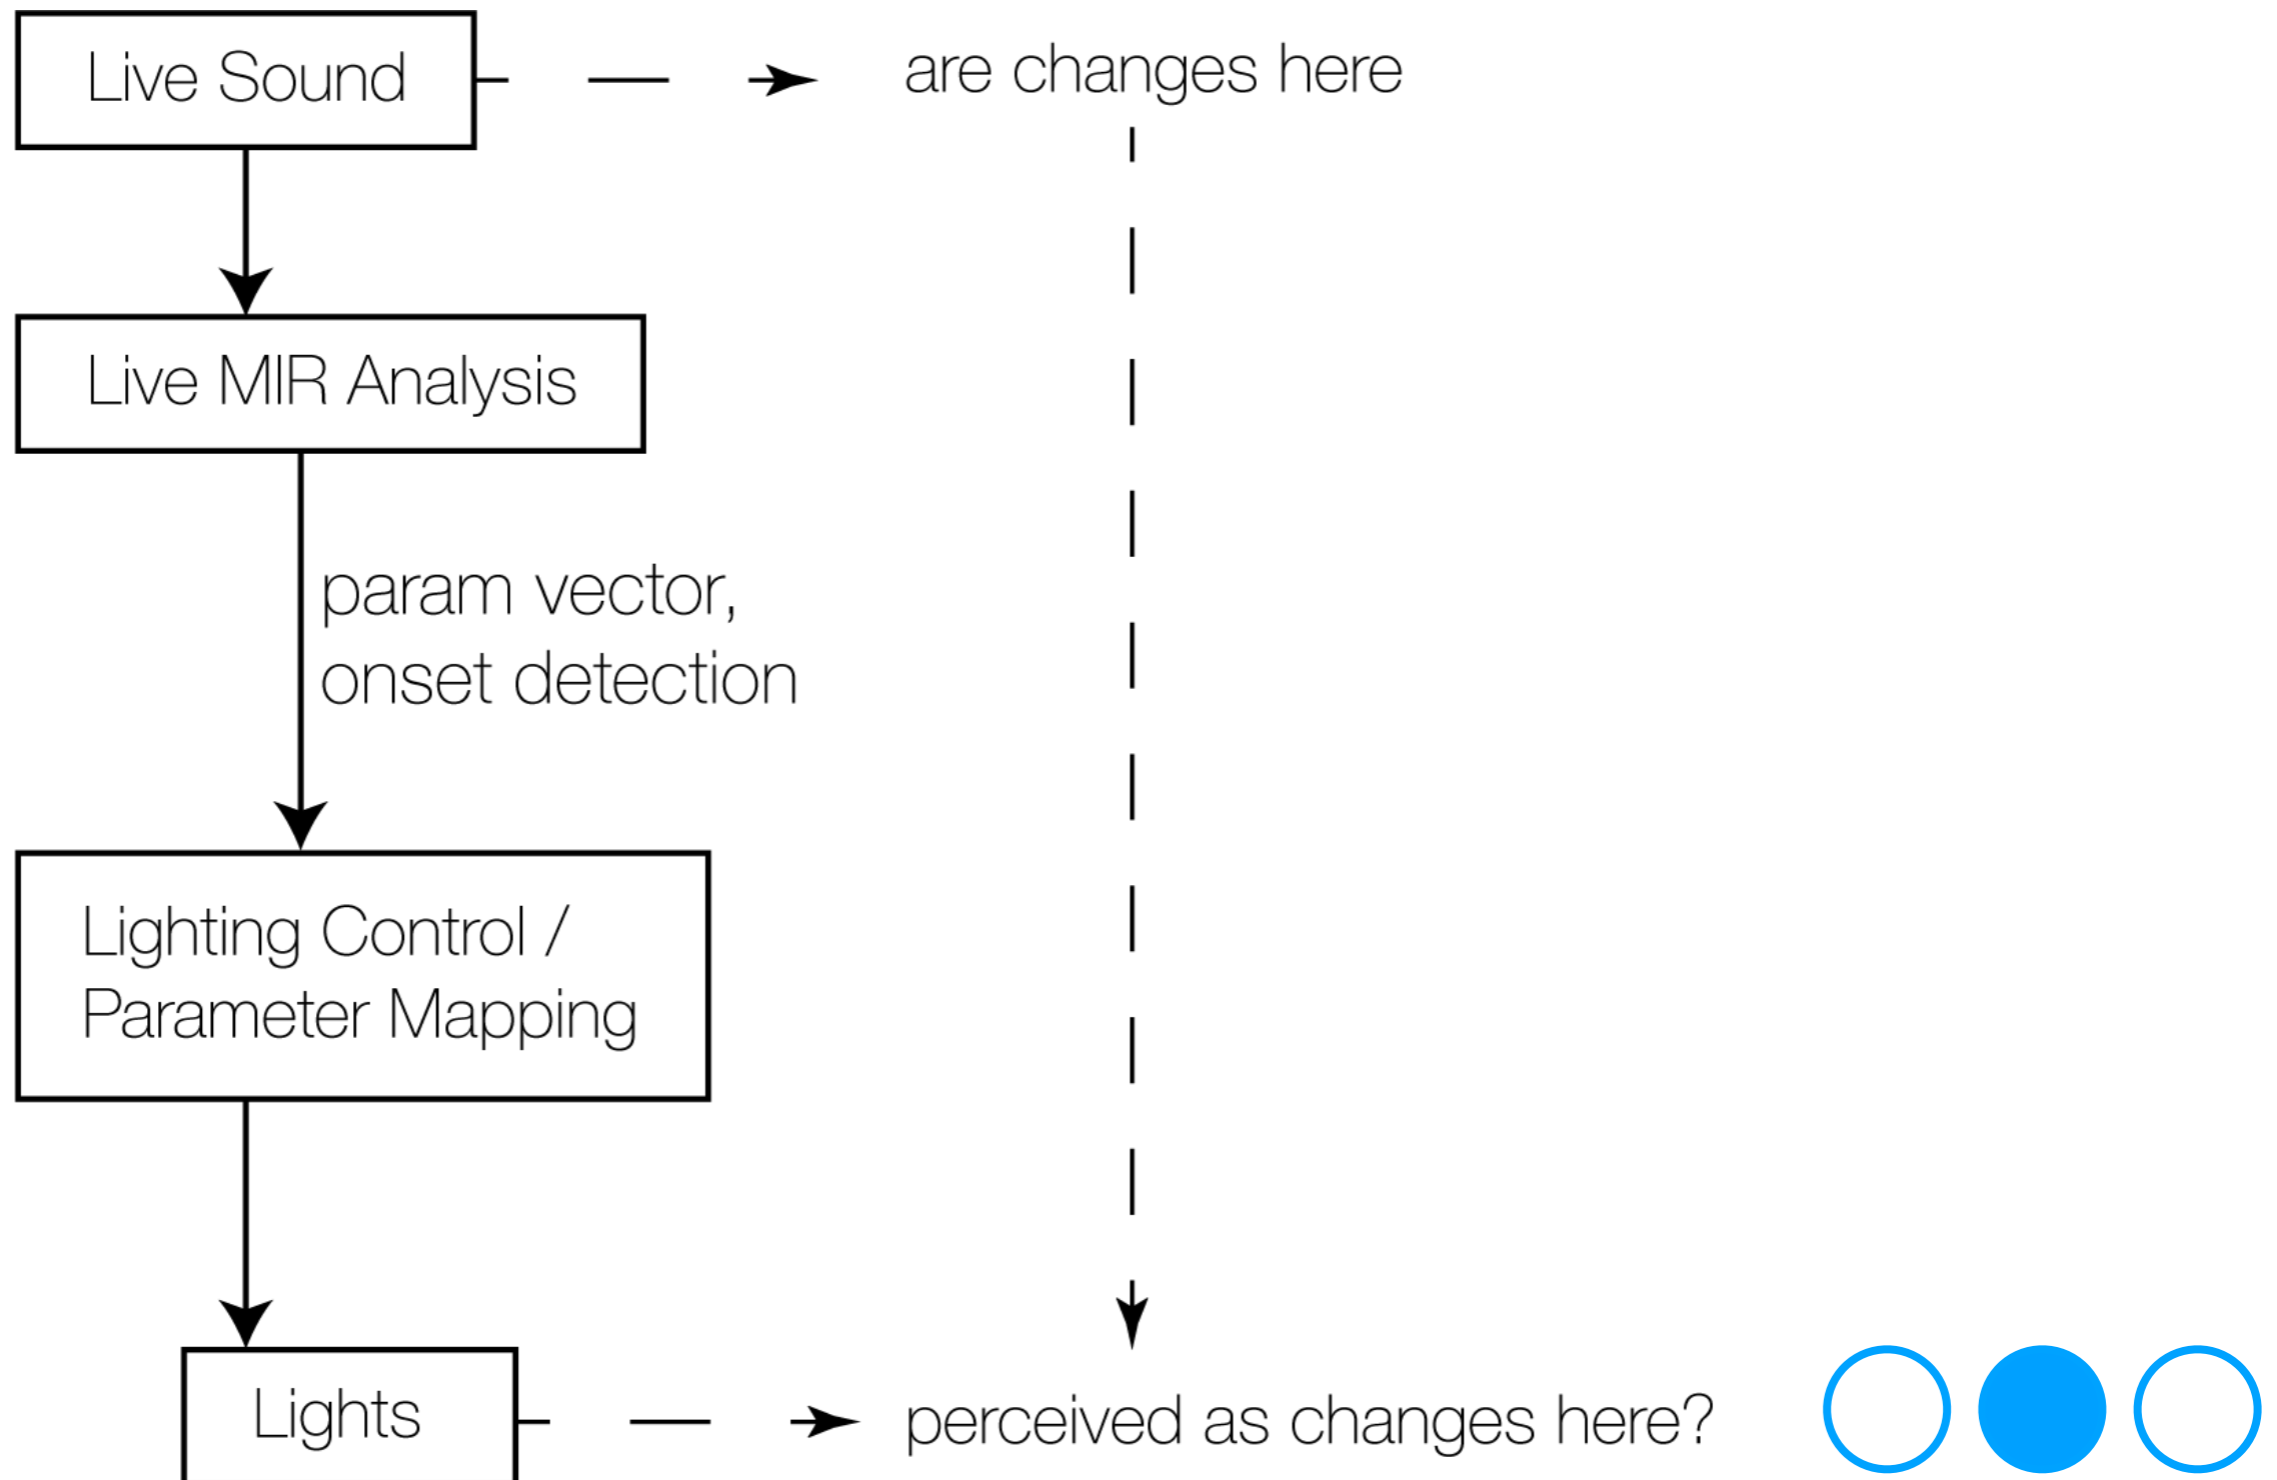 Live Sound
are changes here
Live MIR Analysis
param vector,
onset detection
Lighting Control /
Parameter Mapping
Lights
perceived as changes here?